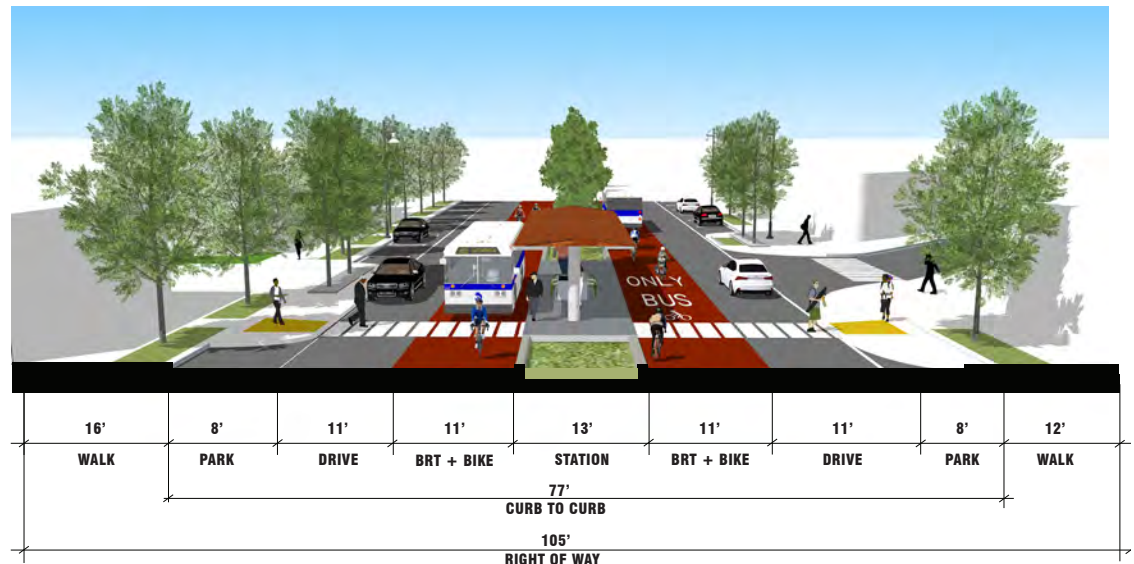 ONLY
BUS
16' 8' 11' 11' 13' 11' 11' 8' 12'
WALK PARK DRIVE BRT + BIKE STATION BRT + BIKE DRIVE PARK WALK
77'
CURB TO CURB
105'
RIGHT OF WAY